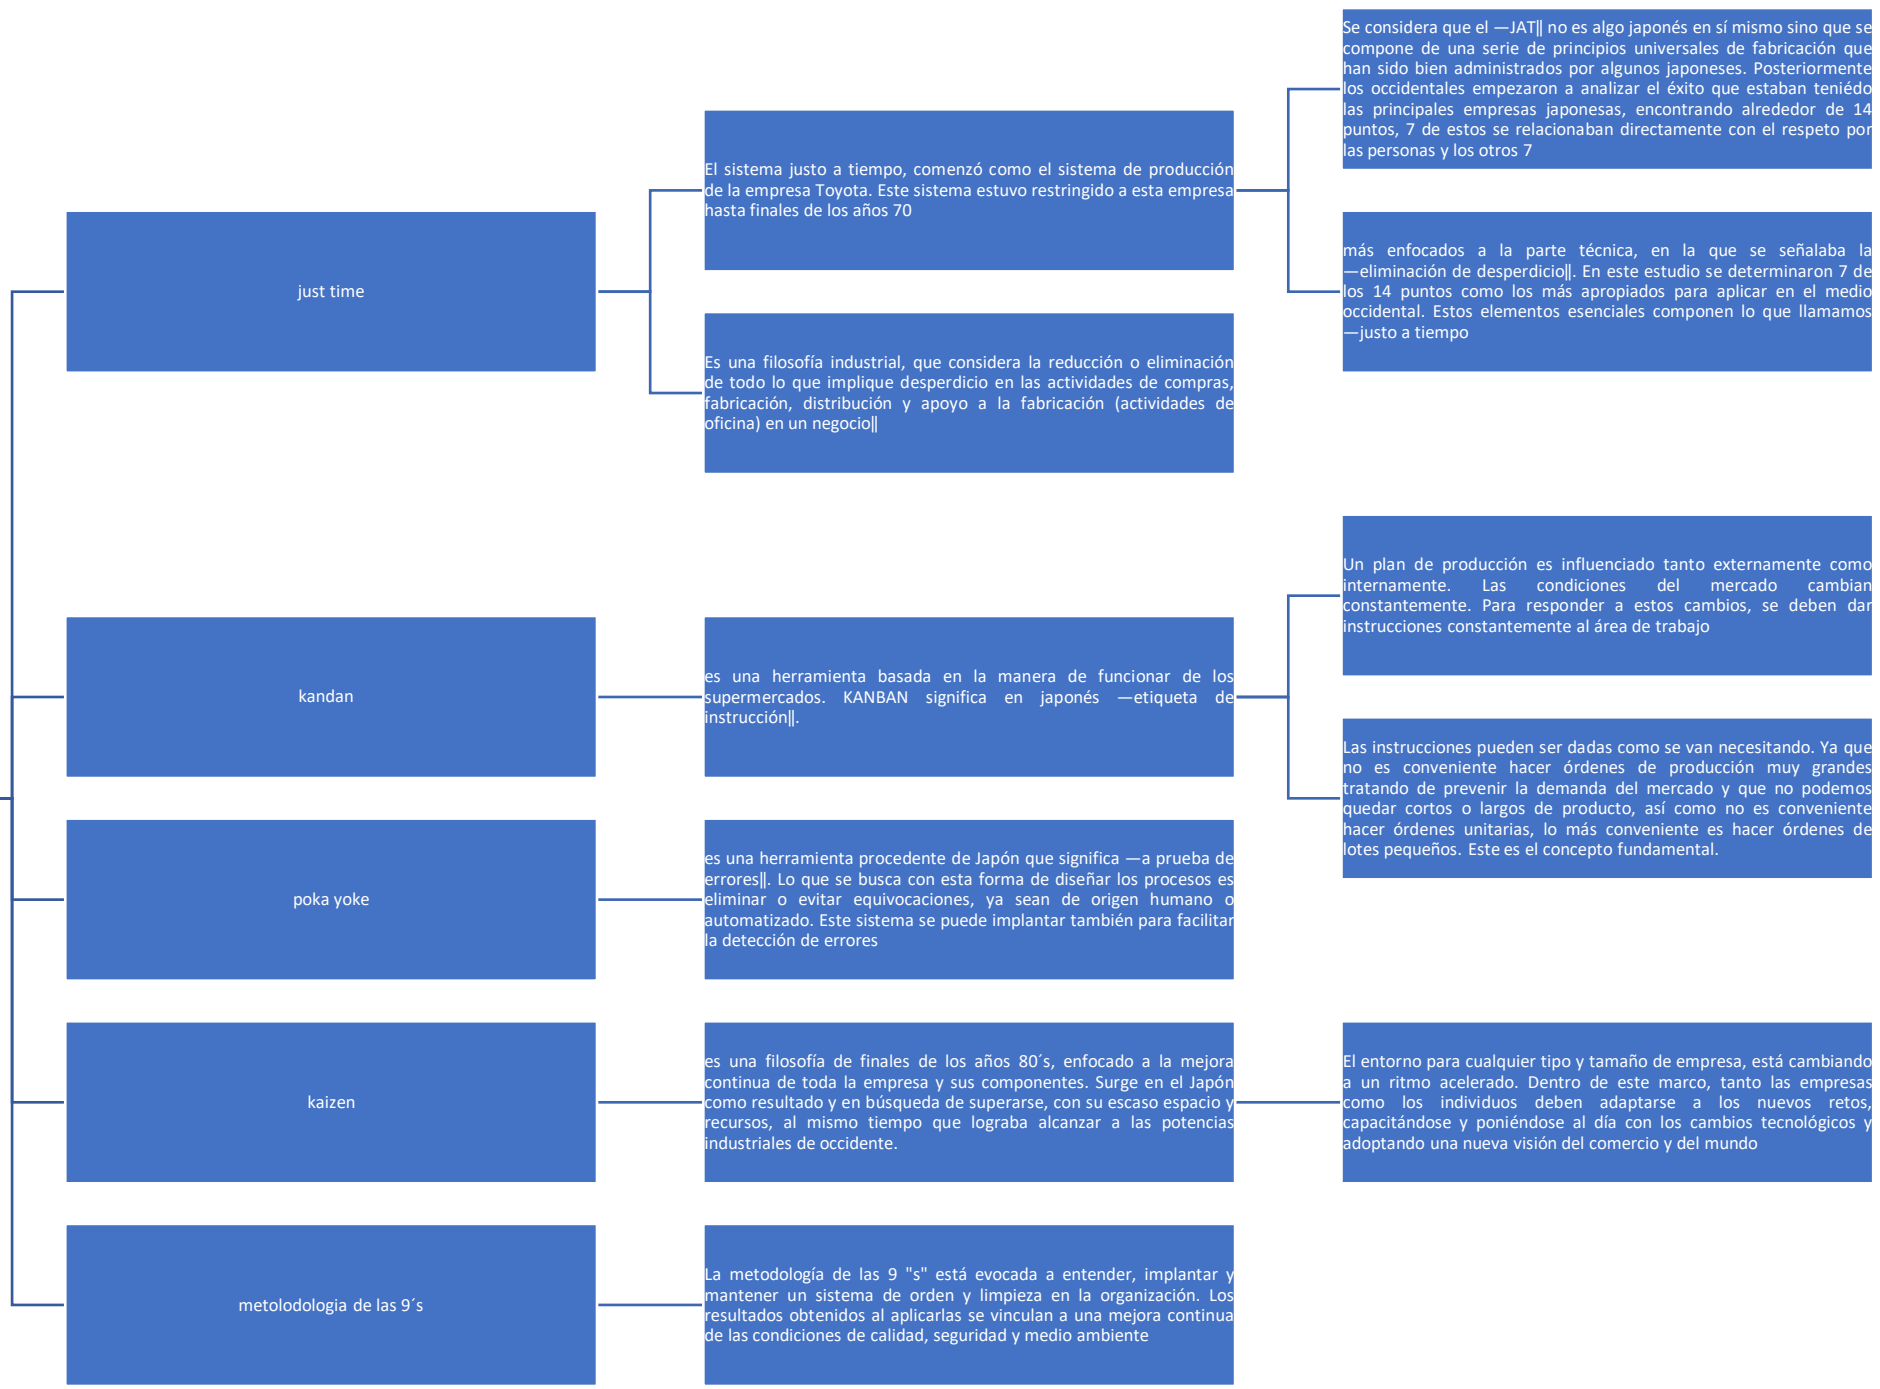 just time
El sistema justo a tiempo, comenzó como el sistema de producción
de la empresa Toyota. Este sistema estuvo restringido a esta empresa
hasta finales de los años 70
Se considera que el —JAT‖ no es algo japonés en sí mismo sino que se
compone de una serie de principios universales de fabricación que
han sido bien administrados por algunos japoneses. Posteriormente
los occidentales empezaron a analizar el éxito que estaban teniédo
las principales empresas japonesas, encontrando alrededor de 14
puntos, 7 de estos se relacionaban directamente con el respeto por
las personas y los otros 7
más enfocados a la parte técnica, en la que se señalaba la
—eliminación de desperdicio‖. En este estudio se determinaron 7 de
los 14 puntos como los más apropiados para aplicar en el medio
occidental. Estos elementos esenciales componen lo que llamamos
—justo a tiempo
Es una filosofía industrial, que considera la reducción o eliminación
de todo lo que implique desperdicio en las actividades de compras,
fabricación, distribución y apoyo a la fabricación (actividades de
oficina) en un negocio‖
kandan
es una herramienta basada en la manera de funcionar de los
supermercados. KANBAN significa en japonés —etiqueta de
instrucción‖.
Un plan de producción es influenciado tanto externamente como
internamente. Las condiciones del mercado cambian
constantemente. Para responder a estos cambios, se deben dar
instrucciones constantemente al área de trabajo
Las instrucciones pueden ser dadas como se van necesitando. Ya que
no es conveniente hacer órdenes de producción muy grandes
tratando de prevenir la demanda del mercado y que no podemos
quedar cortos o largos de producto, así como no es conveniente
hacer órdenes unitarias, lo más conveniente es hacer órdenes de
lotes pequeños. Este es el concepto fundamental.
poka yoke
es una herramienta procedente de Japón que significa —a prueba de
errores‖. Lo que se busca con esta forma de diseñar los procesos es
eliminar o evitar equivocaciones, ya sean de origen humano o
automatizado. Este sistema se puede implantar también para facilitar
la detección de errores
kaizen
es una filosofía de finales de los años 80´s, enfocado a la mejora
continua de toda la empresa y sus componentes. Surge en el Japón
como resultado y en búsqueda de superarse, con su escaso espacio y
recursos, al mismo tiempo que lograba alcanzar a las potencias
industriales de occidente.
El entorno para cualquier tipo y tamaño de empresa, está cambiando
a un ritmo acelerado. Dentro de este marco, tanto las empresas
como los individuos deben adaptarse a los nuevos retos,
capacitándose y poniéndose al día con los cambios tecnológicos y
adoptando una nueva visión del comercio y del mundo
metolodologia de las 9´s
La metodología de las 9 "s" está evocada a entender, implantar y
mantener un sistema de orden y limpieza en la organización. Los
resultados obtenidos al aplicarlas se vinculan a una mejora continua
de las condiciones de calidad, seguridad y medio ambiente